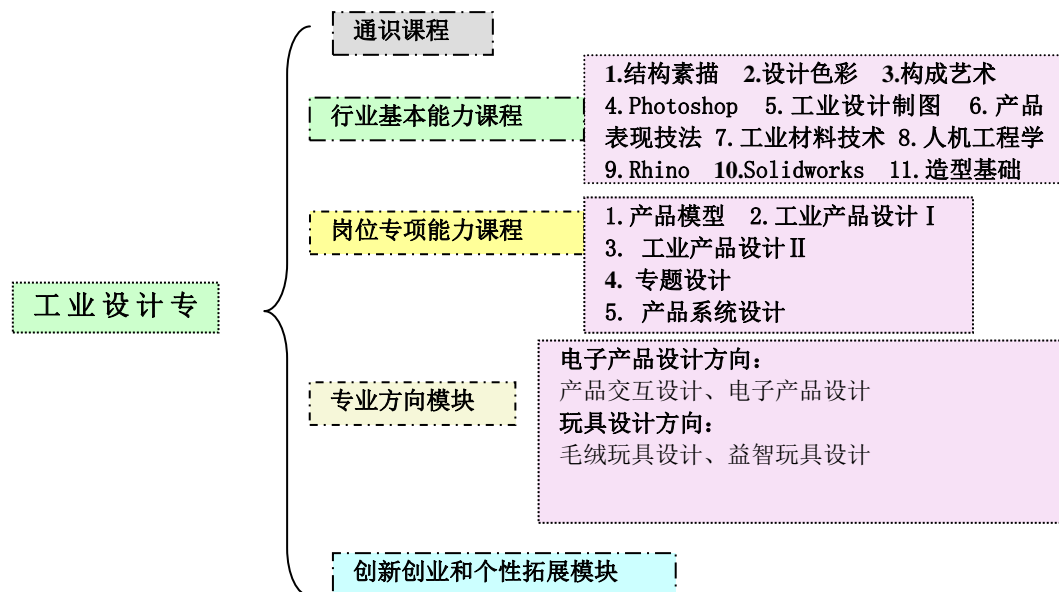 通识课程
行业基本能力课程
1.结构素描 2.设计色彩 3.构成艺术
4.Photoshop 5.工业设计制图 6.产品
表现技法 7.工业材料技术 8.人机工程学
9.Rhino 10.Solidworks 11.造型基础
岗位专项能力课程
1.产品模型 2.工业产品设计Ⅰ
3. 工业产品设计Ⅱ
4. 专题设计
5. 产品系统设计
工业设计专
专业方向模块
电子产品设计方向：
产品交互设计、电子产品设计
玩具设计方向：
毛绒玩具设计、益智玩具设计
创新创业和个性拓展模块